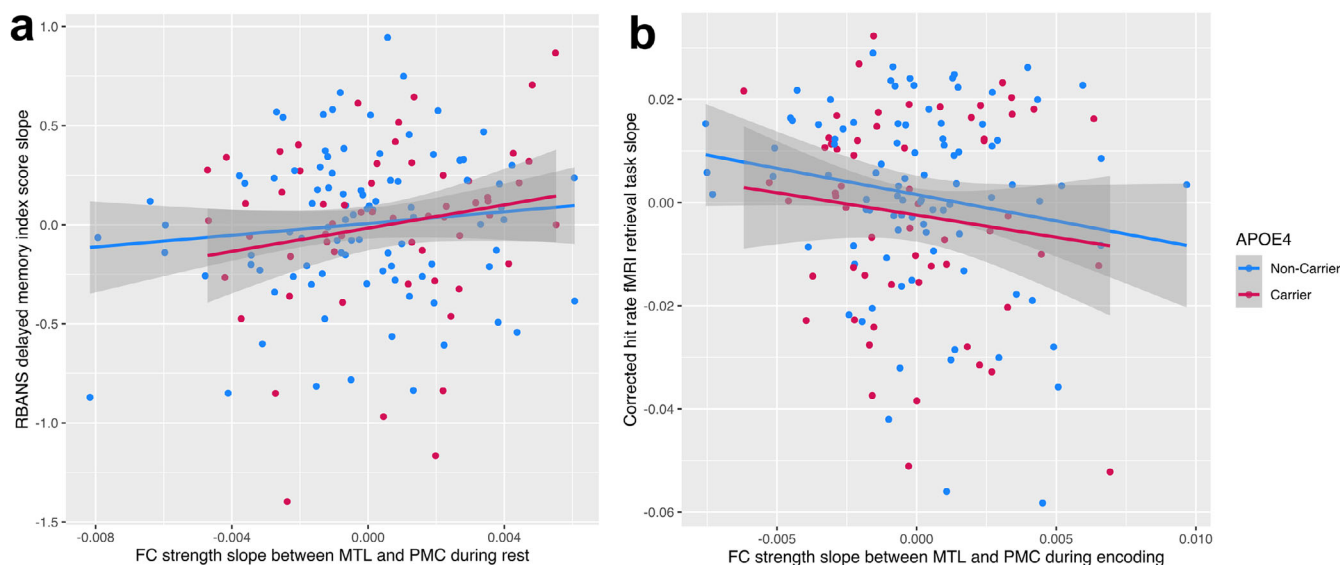 a
RBANS delayed memory index score slope
1.0
0.5
0.0
-0.5
-1.0
-1.5
-0.008
-0.004
0.000
0.004
FC strength slope between MTL and PMC during rest
b
Corrected hit rate fMRI retrieval task slope
0.02
0.00
-0.02
-0.04
-0.06
-0.005
0.000
0.005
0.010
FC strength slope between MTL and PMC during encoding
APOE4
Non-Carrier
Carrier